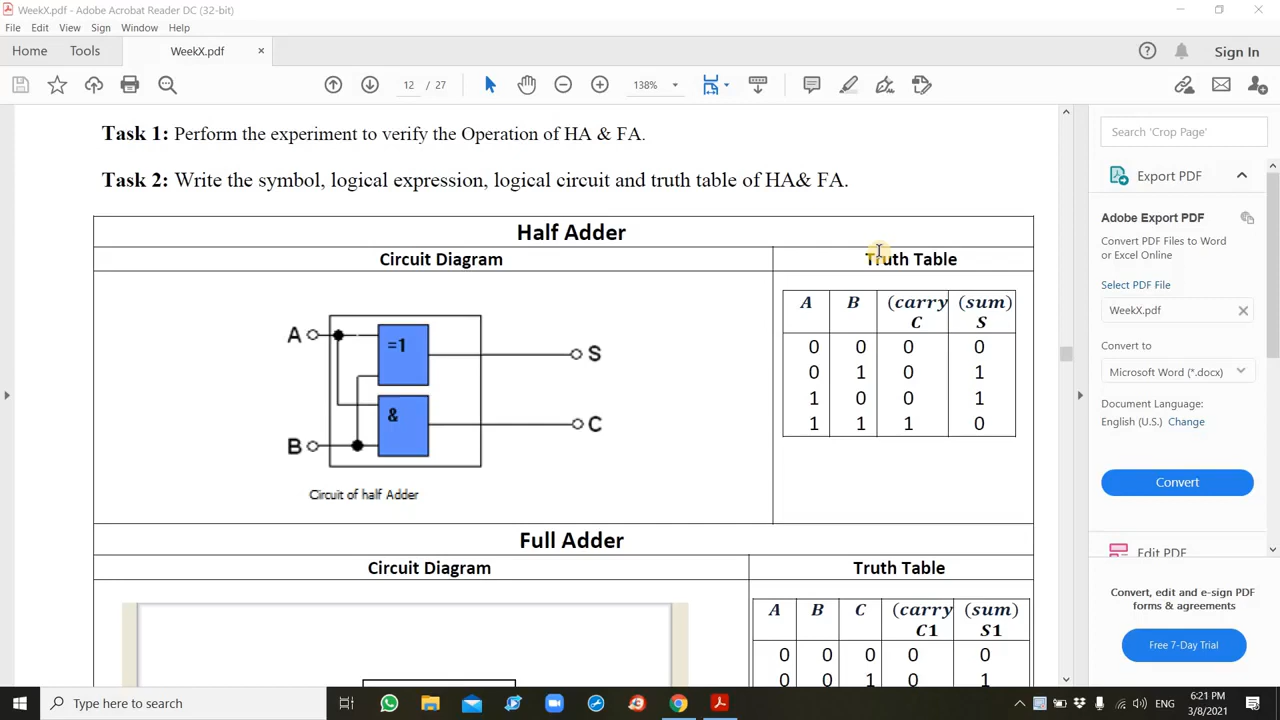 WeekX.pdf - Adobe Acrobat Reader DC (32-bit)
File Edit View Sign Window Help
Home Tools WeekX.pdf × Sign In
12 / 27 138%
Task 1: Perform the experiment to verify the Operation of HA & FA.
Task 2: Write the symbol, logical expression, logical circuit and truth table of HA& FA.
Half Adder
Circuit Diagram Truth Table
A =1 S
B & C
Circuit of half Adder
A B (carry C (sum) S
0 0 0 0
0 1 0 1
1 0 0 1
1 1 1 0
Full Adder
Circuit Diagram Truth Table
A B C (carry C1 (sum) S1
0 0 0 0 0
0 0 1 0 1
Search 'Crop Page'
Export PDF
Adobe Export PDF
Convert PDF Files to Word
or Excel Online
Select PDF File
WeekX.pdf
Convert to
Microsoft Word (*.docx)
Document Language:
English (U.S.) Change
Convert
Edit PDF
Convert, edit and e-sign PDF
forms & agreements
Free 7-Day Trial
Type here to search
ENG
6:21 PM
3/8/2021